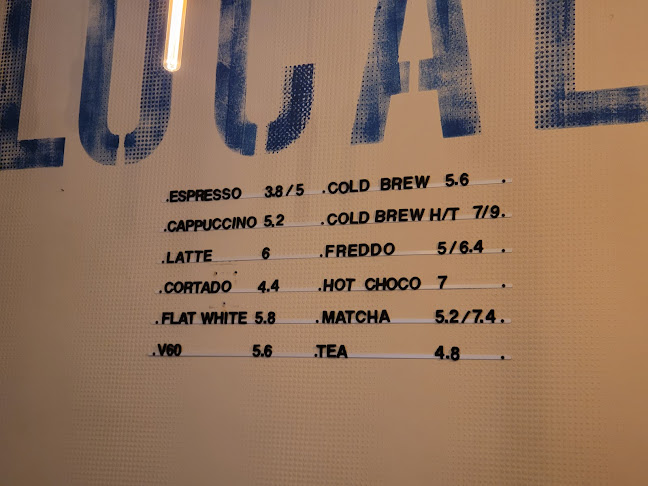 LOCAL
.ESPRESSO 3.8/5 .COLD BREW 5.6 .
.CAPPUCCINO 5,2 .COLD BREW H/T 7/9.
.LATTE 6 .FREDDO 5/6.4 .
.CORTADO 4.4 .HOT CHOCO 7 .
.FLAT WHITE 5.8 .MATCHA 5.2/7.4 .
.V60 5.6 .TEA 4.8 .